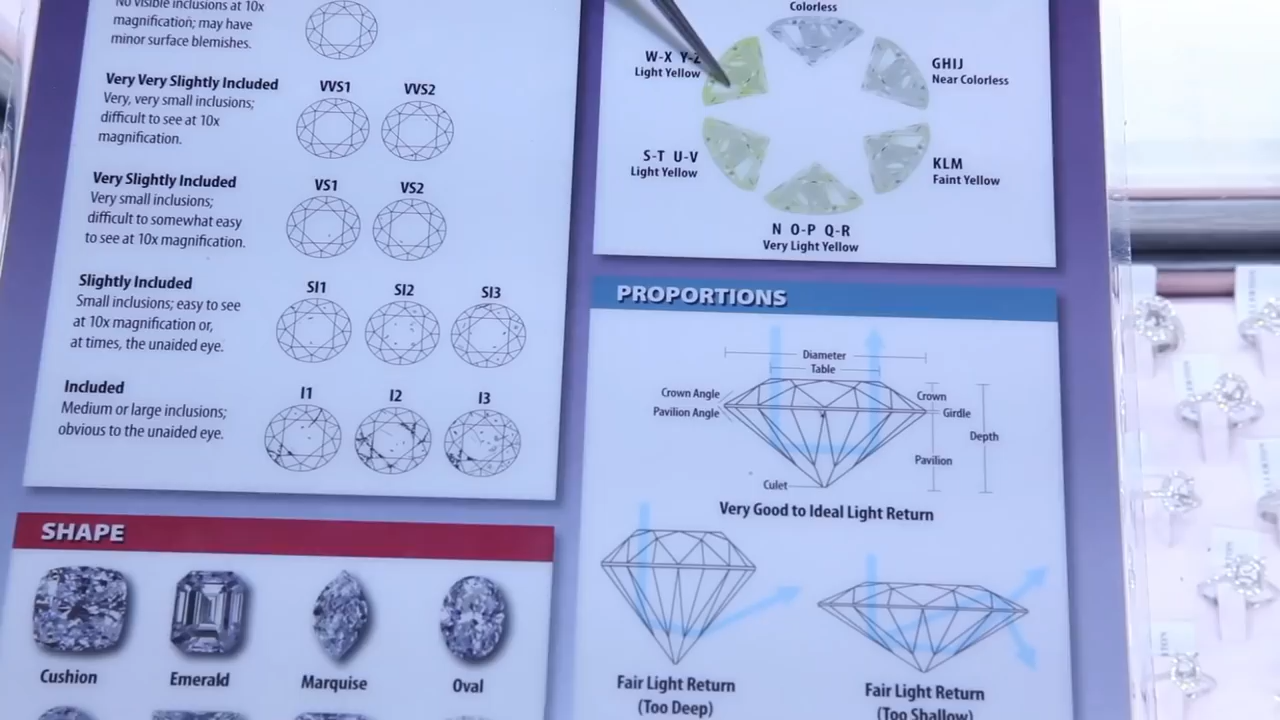 No visible inclusions at 10x
magnification; may have
minor surface blemishes.
Very Very Slightly Included
Very, very small inclusions;
difficult to see at 10x
magnification.
VVS1
VVS2
Very Slightly Included
Very small inclusions;
difficult to somewhat easy
to see at 10x magnification.
VS1
VS2
Slightly Included
Small inclusions; easy to see
at 10x magnification or,
at times, the unaided eye.
SI1
SI2
SI3
Included
Medium or large inclusions;
obvious to the unaided eye.
I1
I2
I3
SHAPE
Cushion
Emerald
Marquise
Oval
Colorless
W-X Y-Z
Light Yellow
GHIJ
Near Colorless
S-T U-V
Light Yellow
KLM
Faint Yellow
N O-P Q-R
Very Light Yellow
PROPORTIONS
Diameter
Table
Crown Angle
Pavilion Angle
Crown
Girdle
Depth
Pavilion
Culet
Very Good to Ideal Light Return
Fair Light Return
(Too Deep)
Fair Light Return
(Too Shallow)